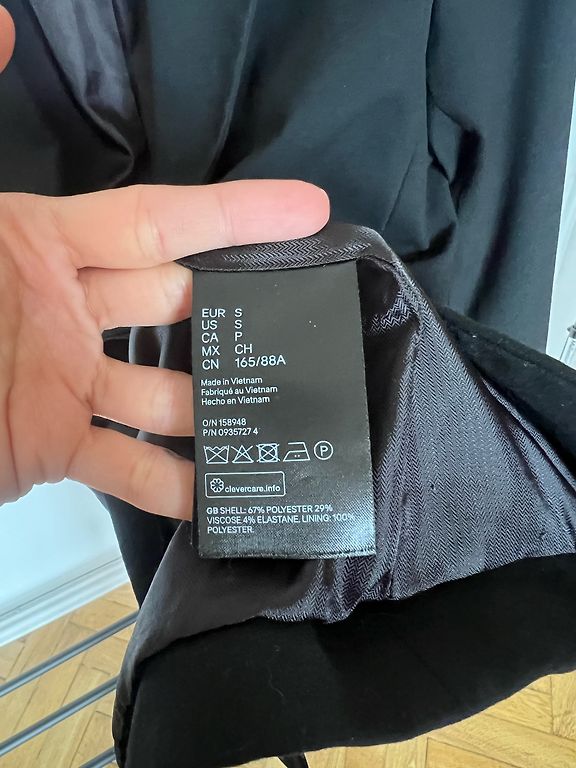 EUR S
US S
CA P
MX CH
CN 165/88A
Made in Vietnam
Fabriqué au Vietnam
Hecho en Vietnam
O/N 158948
P/N 0935727 4
P
clevercare.info
GB SHELL: 67% POLYESTER 29%
VISCOSE 4% ELASTANE. LINING: 100%
POLYESTER.